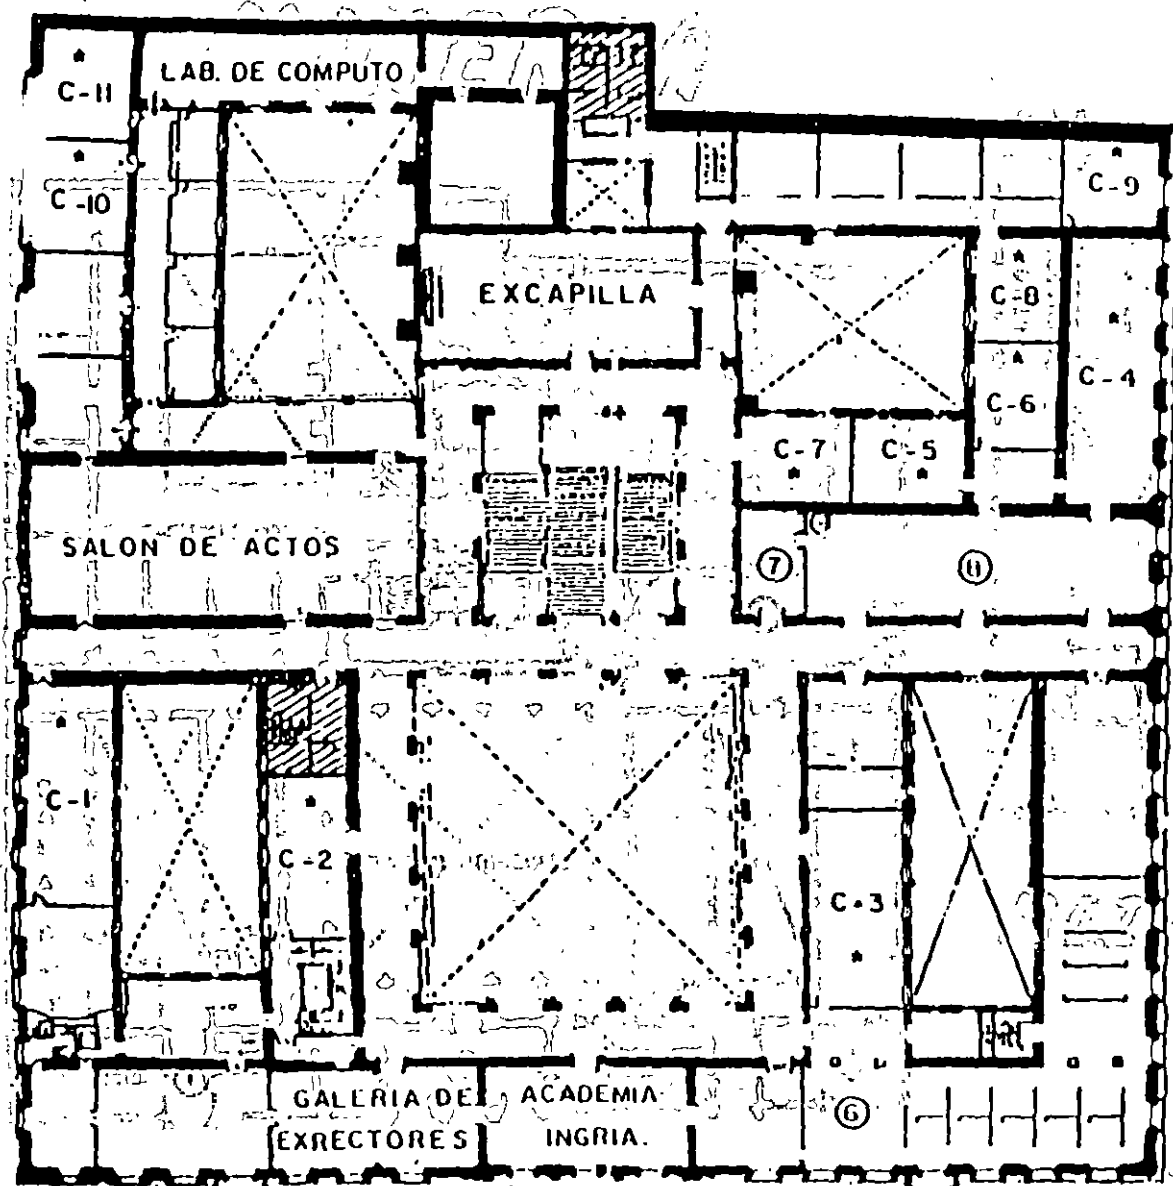 LAB. DE COMPUTO
C-11
C-10
C-9
EXCAPILLA
C-8
C-4
C-6
C-7
C-5
SALON DE ACTOS
7
8
C-1
C-2
C-3
GALERIA DE
EXRECTORES
ACADEMIA
INGRIA.
6